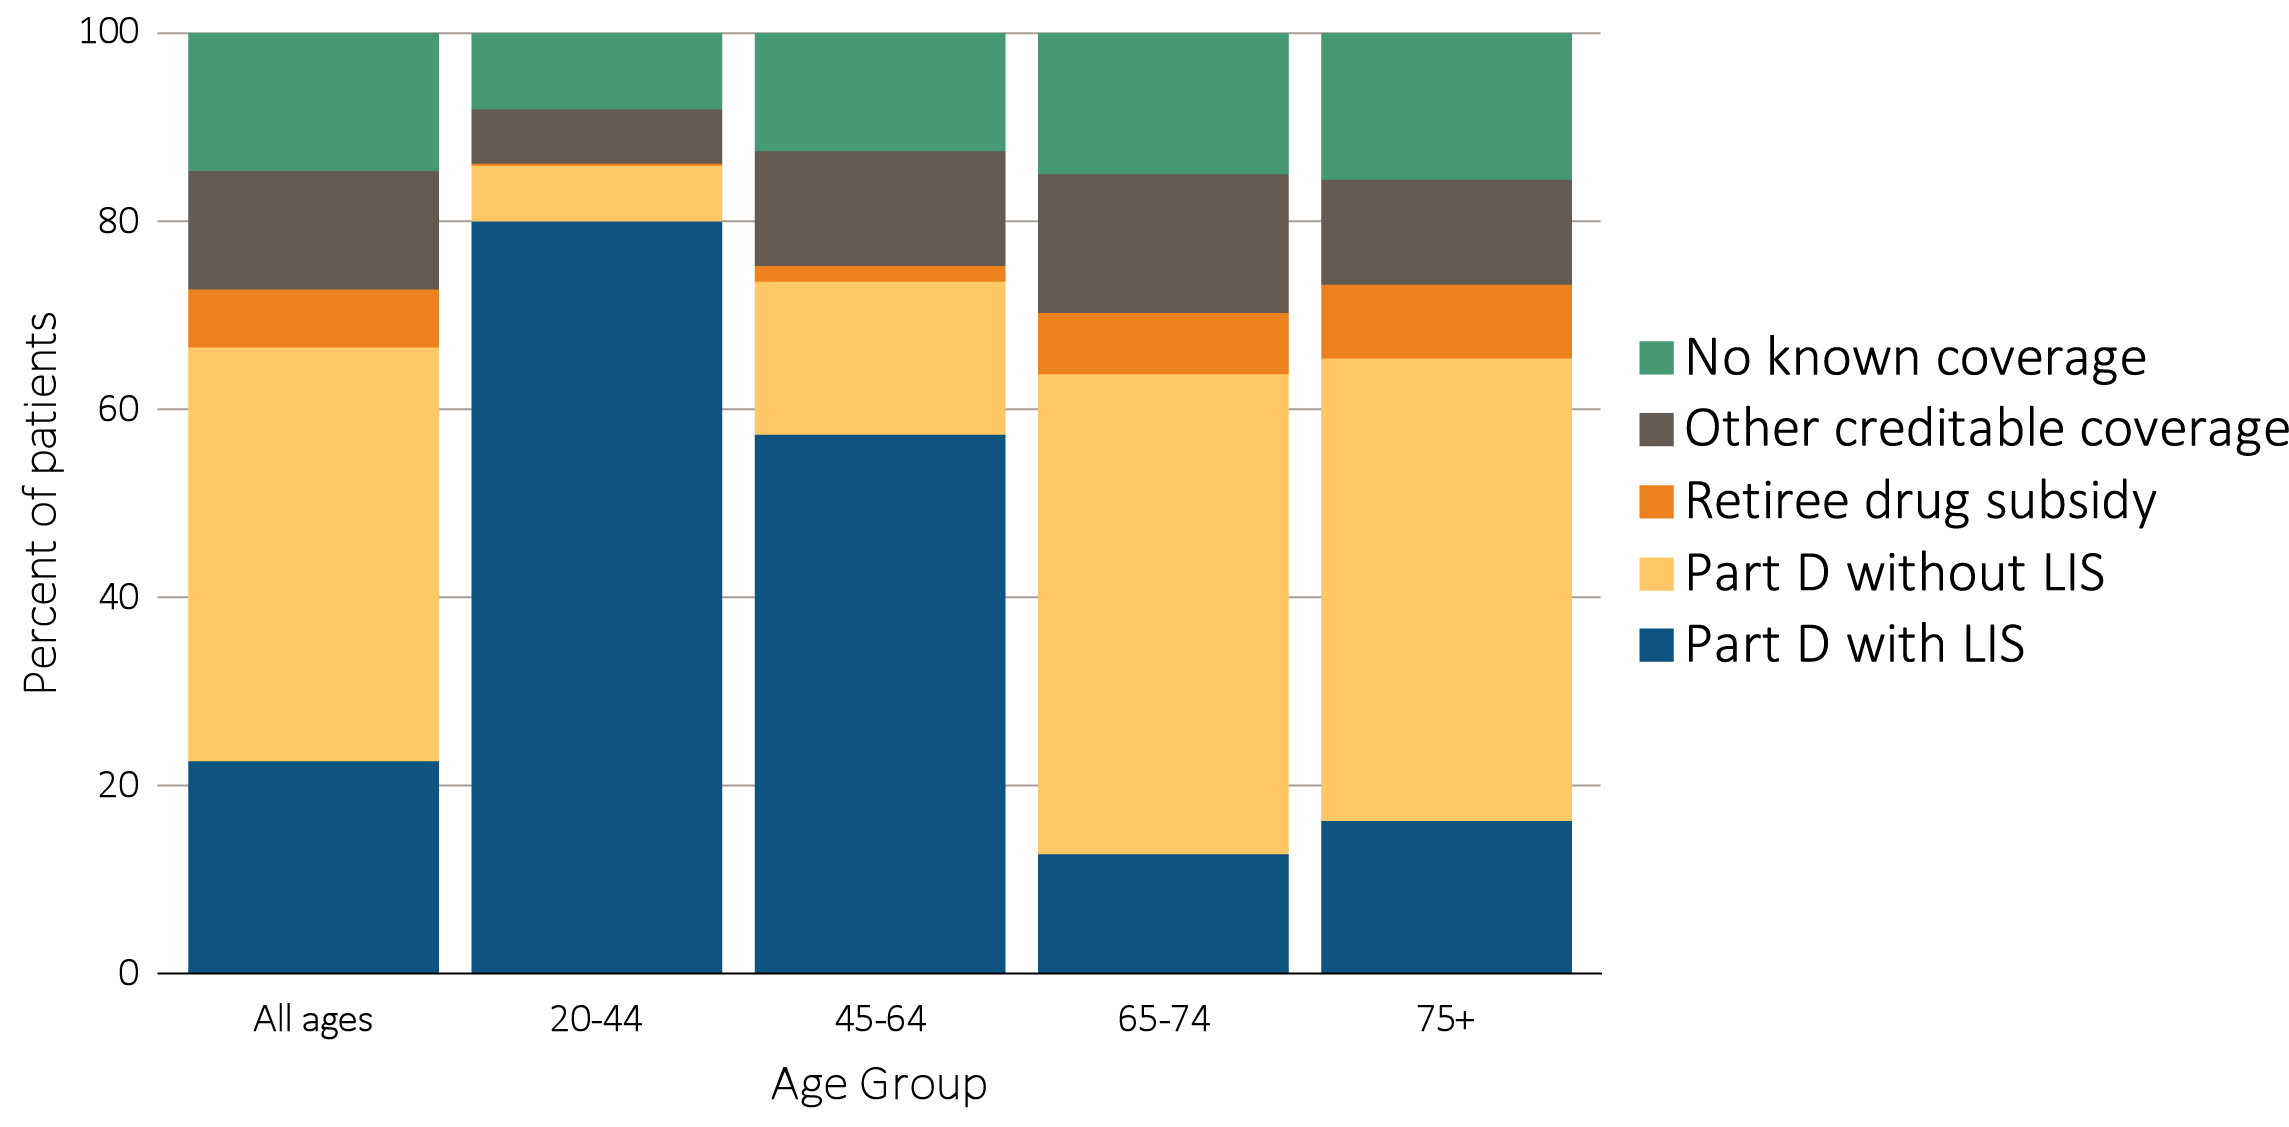 Percent of patients
100
80
60
40
20
0
All ages
20-44
45-64
65-74
75+
Age Group
No known coverage
Other creditable coverage
Retiree drug subsidy
Part D without LIS
Part D with LIS